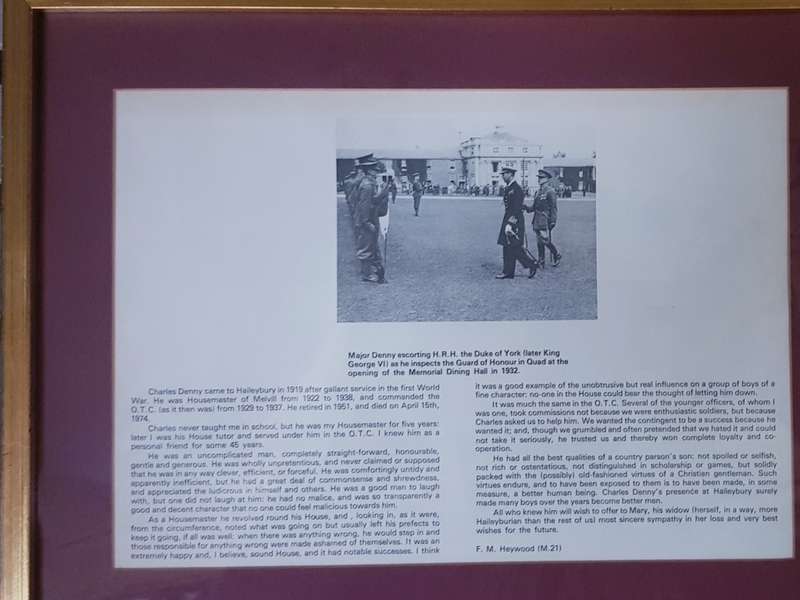 Major Denny escorting H.R.H. the Duke of York (later King
George VI) as he inspects the Guard of Honour in Quad at the
opening of the Memorial Dining Hall in 1932.
Charles Denny came to Haileybury in 1919 after gallant service in the first World
War. He was Housemaster of Melvill from 1922 to 1938, and commanded the
O.T.C. (as it then was) from 1929 to 1937. He retired in 1951, and died on April 15th,
1974.
Charles never taught me in school, but he was my Housemaster for five years:
later I was his House tutor and served under him in the O.T.C. I knew him as a
personal friend for some 45 years.
He was an uncomplicated man, completely straight-forward, honourable,
gentle and generous. He was wholly unpretentious, and never claimed or supposed
that he was in any way clever, efficient, or forceful. He was comfortingly untidy and
apparently inefficient, but he had a great deal of commonsense and shrewdness,
and appreciated the ludicrous in himself and others. He was a good man to laugh
with, but one did not laugh at him: he had no malice, and was so transparently a
good and decent character that no one could feel malicious towards him.
As a Housemaster he revolved round his House, and , looking in, as it were,
from the circumference, noted what was going on but usually left his prefects to
keep it going, if all was well: when there was anything wrong, he would step in and
those responsible for anything wrong were made ashamed of themselves. It was an
extremely happy and, I believe, sound House, and it had notable successes. I think
it was a good example of the unobtrusive but real influence on a group of boys of a
fine character: no-one in the House could bear the thought of letting him down.
It was much the same in the O.T.C. Several of the younger officers, of whom I
was one, took commissions not because we were enthusiastic soldiers, but because
Charles asked us to help him. We wanted the contingent to be a success because he
wanted it; and, though we grumbled and often pretended that we hated it and could
not take it seriously, he trusted us and thereby won complete loyalty and co-
operation.
He had all the best qualities of a country parson's son: not spoiled or selfish,
not rich or ostentatious, not distinguished in scholarship or games, but solidly
packed with the (possibly) old-fashioned virtues of a Christian gentleman. Such
virtues endure, and to have been exposed to them is to have been made, in some
measure, a better human being. Charles Denny's presence at Haileybury surely
made many boys over the years become better men.
All who knew him will wish to offer to Mary, his widow (herself, in a way, more
Haileyburian than the rest of us) most sincere sympathy in her loss and very best
wishes for the future.
F. M. Heywood (M.21)